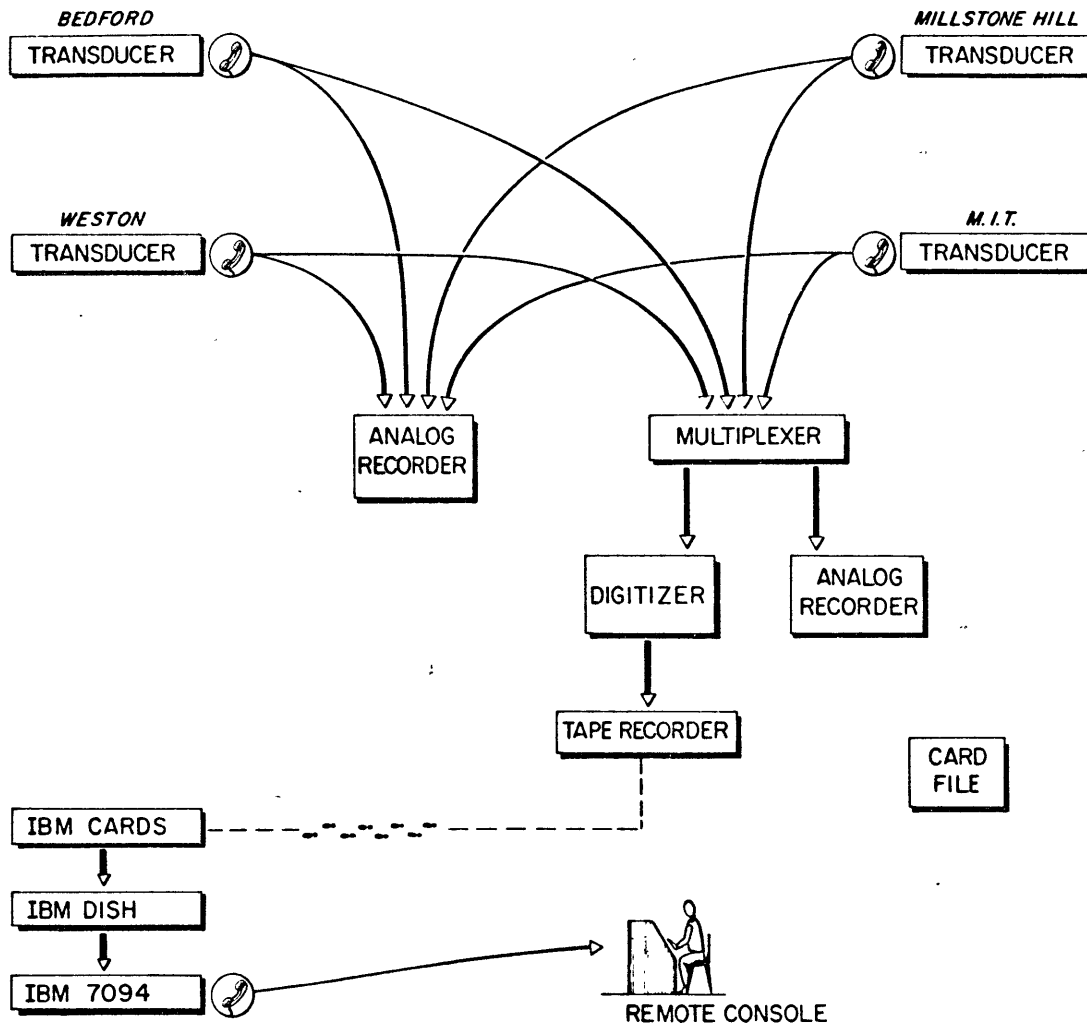 BEDFORD
TRANSDUCER
MILLSTONE HILL
TRANSDUCER
WESTON
TRANSDUCER
M.I.T.
TRANSDUCER
ANALOG
RECORDER
MULTIPLEXER
DIGITIZER
ANALOG
RECORDER
TAPE RECORDER
CARD
FILE
IBM CARDS
IBM DISH
IBM 7094
REMOTE CONSOLE